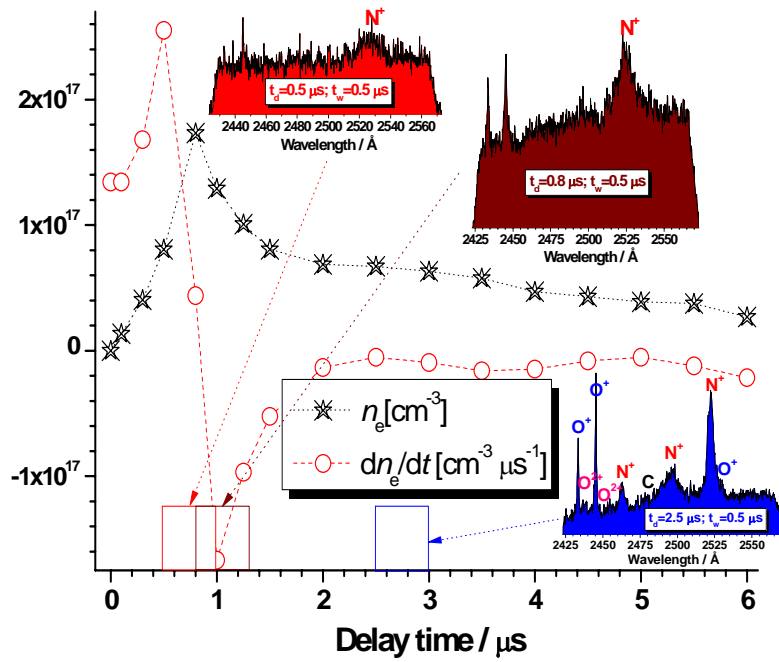 N⁺
t_d=0.5 μs; t_w=0.5 μs
2440 2460 2480 2500 2520 2540 2560
Wavelength / Å
N⁺
t_d=0.8 μs; t_w=0.5 μs
2425 2450 2475 2500 2525 2550
Wavelength / Å
2x10¹⁷
1x10¹⁷
0
-1x10¹⁷
n_e[cm⁻³]
dn_e/dt [cm⁻³ μs⁻¹]
O⁺
O⁺
O²⁺
O²⁺
N⁺
C
N⁺
N⁺
O⁺
t_d=2.5 μs; t_w=0.5 μs
2425 2450 2475 2500 2525 2550
Wavelength / Å
0 1 2 3 4 5 6
Delay time / μs